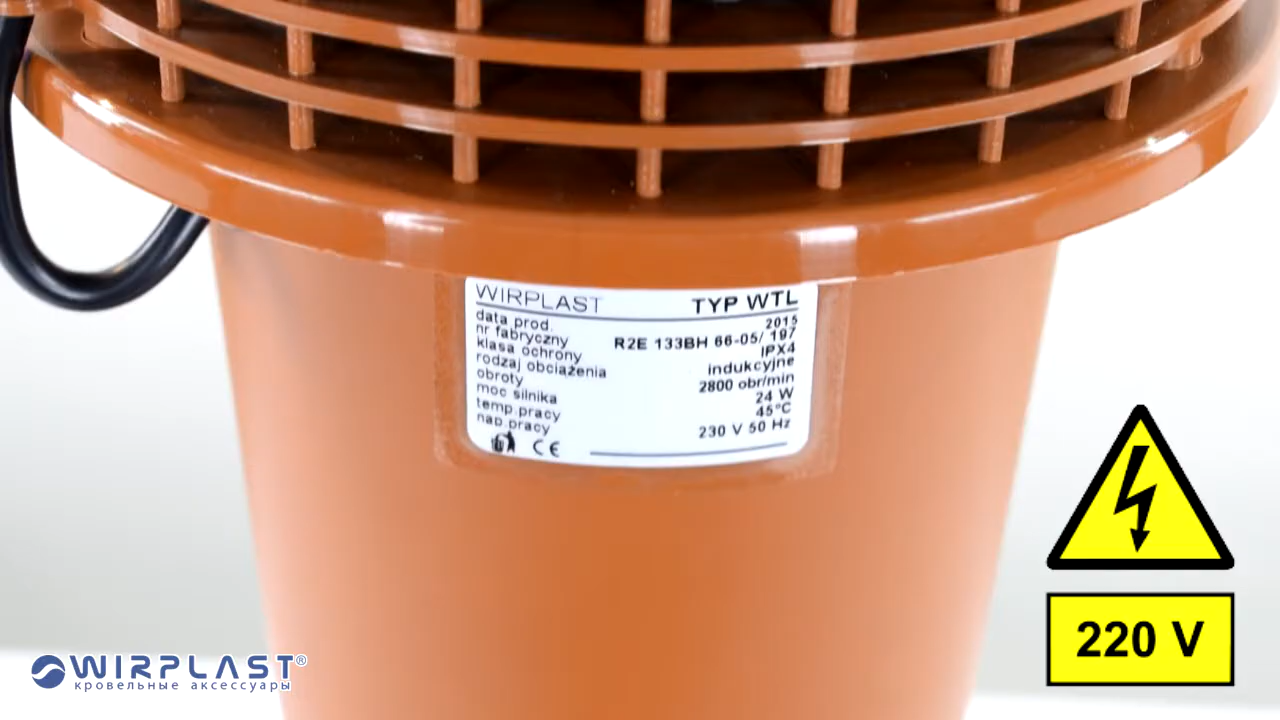 WIRPLAST TYP WTL
data prod. 2015
nr fabryczny R2E 133BH 66-05/ 197
klasa ochrony IPX4
rodzaj obciążenia indukcyjne
obroty 2800 obr/min
moc silnika 24 W
temp.pracy 45°C
nap.pracy 230 V 50 Hz
CE
220 V
WIRPLAST®
кровельные аксессуары